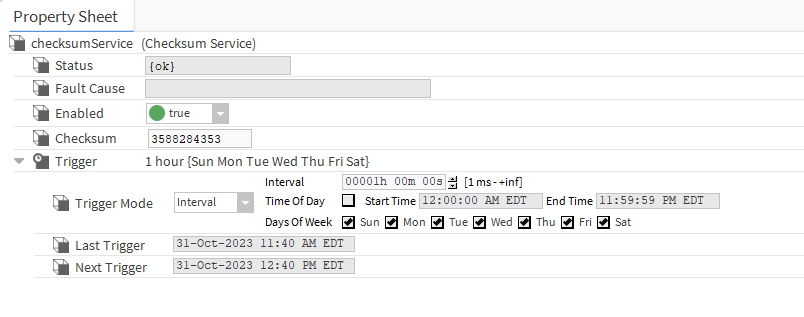 Property Sheet
checksumService (Checksum Service)
Status {ok}
Fault Cause
Enabled true
Checksum 3588284353
Trigger 1 hour {Sun Mon Tue Wed Thu Fri Sat}
Interval 00001h 00m 00s [1 ms - +inf]
Trigger Mode Interval Time Of Day Start Time 12:00:00 AM EDT End Time 11:59:59 PM EDT
Days Of Week Sun Mon Tue Wed Thu Fri Sat
Last Trigger 31-Oct-2023 11:40 AM EDT
Next Trigger 31-Oct-2023 12:40 PM EDT